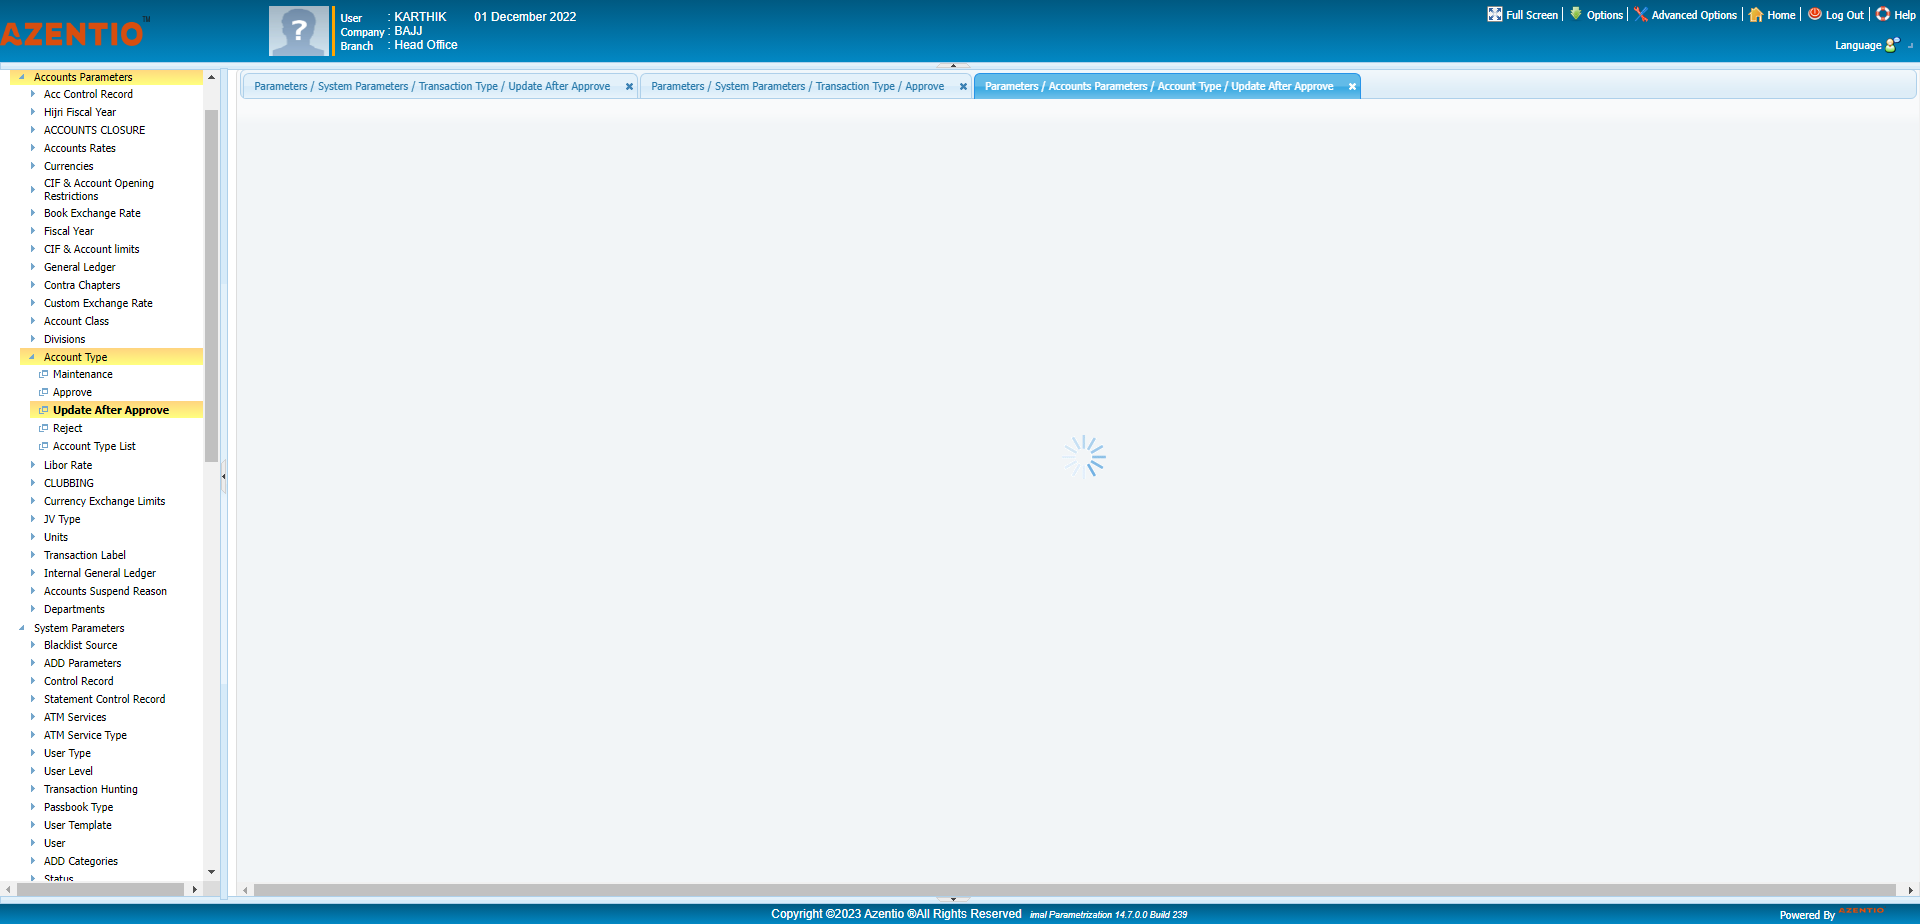 AZENTIO™
User : KARTHIK 01 December 2022
Company : BAJJ
Branch : Head Office
Full Screen Options Advanced Options Home Log Out Help
Language
Accounts Parameters
Acc Control Record
Hijri Fiscal Year
ACCOUNTS CLOSURE
Accounts Rates
Currencies
CIF & Account Opening
Restrictions
Book Exchange Rate
Fiscal Year
CIF & Account limits
General Ledger
Contra Chapters
Custom Exchange Rate
Account Class
Divisions
Account Type
Maintenance
Approve
Update After Approve
Reject
Account Type List
Libor Rate
CLUBBING
Currency Exchange Limits
JV Type
Units
Transaction Label
Internal General Ledger
Accounts Suspend Reason
Departments
System Parameters
Blacklist Source
ADD Parameters
Control Record
Statement Control Record
ATM Services
ATM Service Type
User Type
User Level
Transaction Hunting
Passbook Type
User Template
User
ADD Categories
Status
Parameters / System Parameters / Transaction Type / Update After Approve
Parameters / System Parameters / Transaction Type / Approve
Parameters / Accounts Parameters / Account Type / Update After Approve
Copyright ©2023 Azentio ®All Rights Reserved imal Parametrization 14.7.0.0 Build 239
Powered By AZENTIO